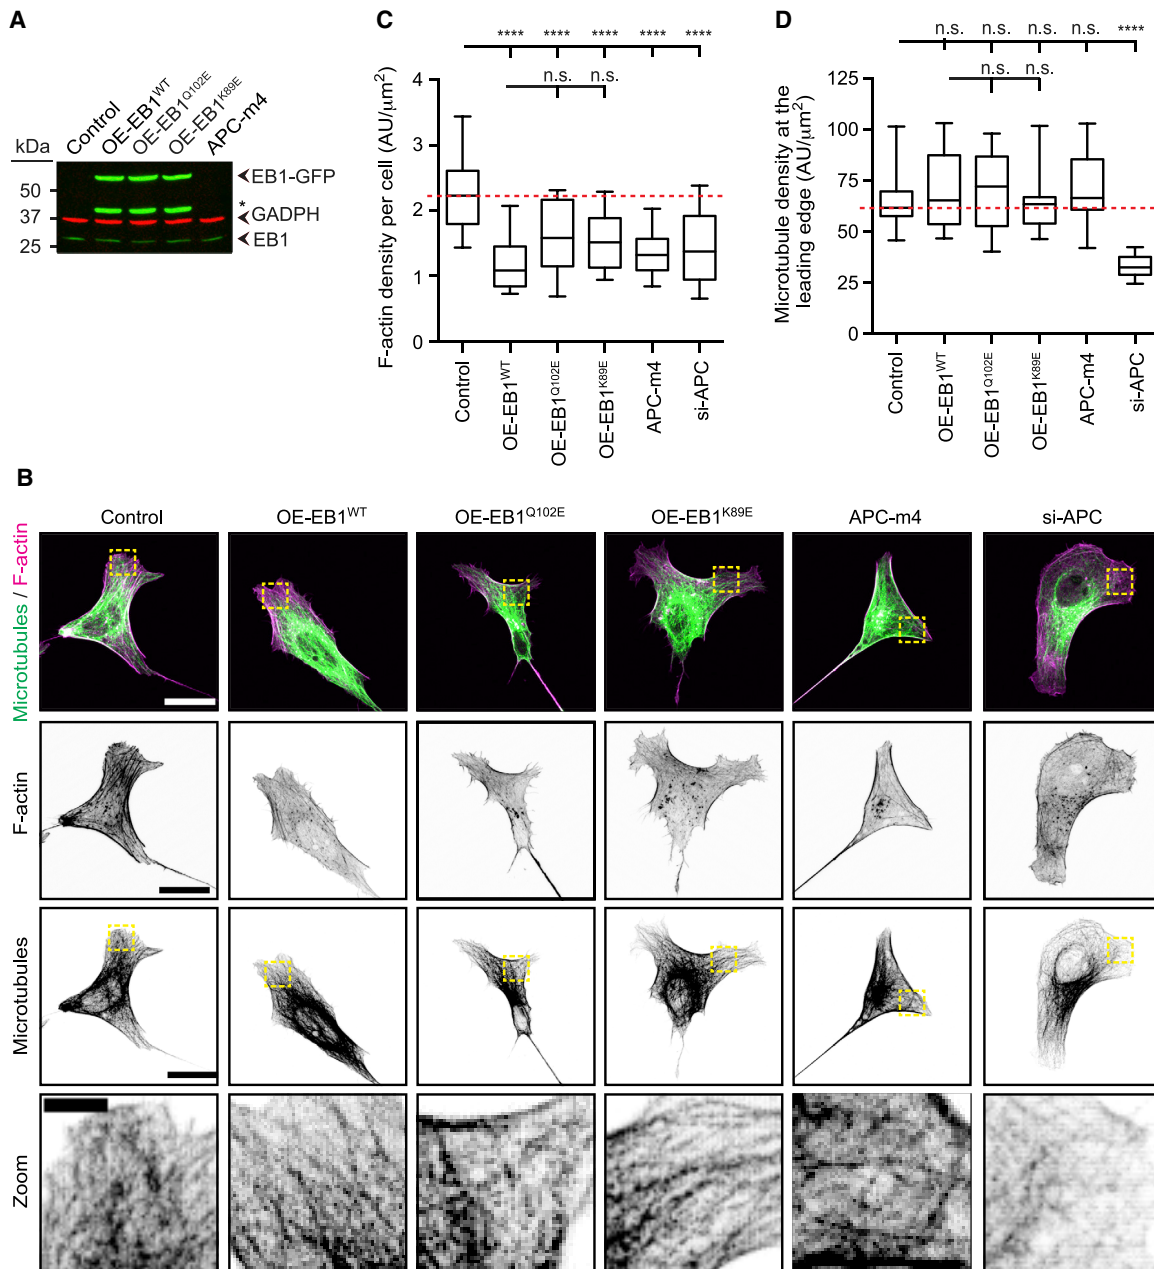 A
kDa
Control
OE-EB1WT
OE-EB1Q102E
OE-EB1K89E
APC-m4
50
37
25
EB1-GFP
*
GADPH
EB1
C
**** **** **** **** ****
n.s. n.s.
F-actin density per cell (AU/µm2)
4
3
2
1
0
Control
OE-EB1WT
OE-EB1Q102E
OE-EB1K89E
APC-m4
si-APC
D
n.s. n.s. n.s. n.s. ****
n.s. n.s.
Microtubule density at the
leading edge (AU/µm2)
125
100
75
50
25
0
Control
OE-EB1WT
OE-EB1Q102E
OE-EB1K89E
APC-m4
si-APC
B
Control
OE-EB1WT
OE-EB1Q102E
OE-EB1K89E
APC-m4
si-APC
Microtubules / F-actin
F-actin
Microtubules
Zoom